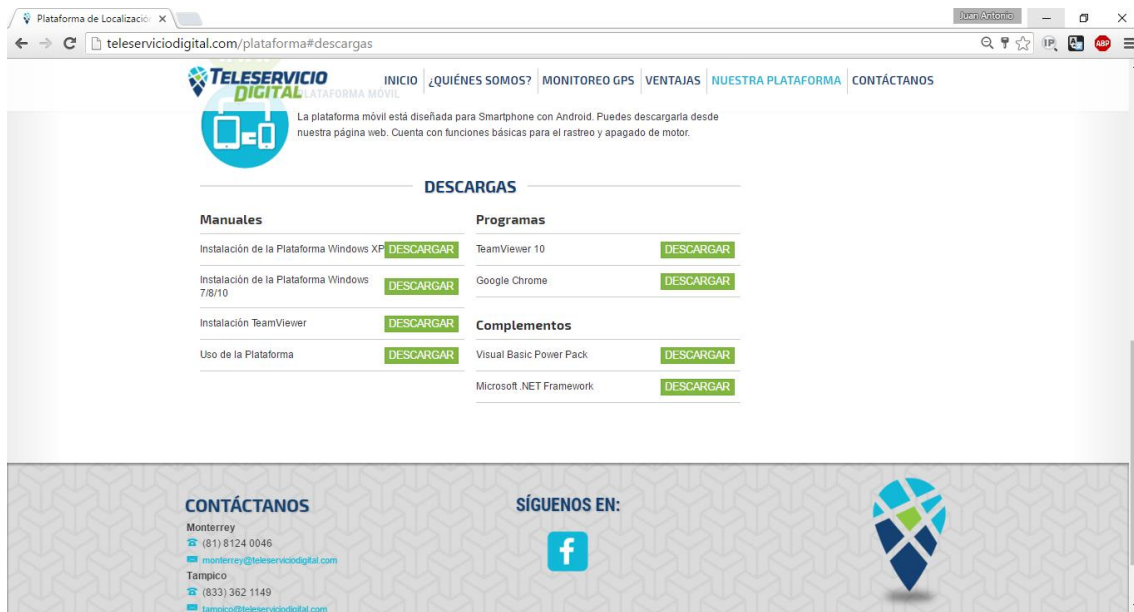 Plataforma de Localizació
Juan Antonio
teleserviciodigital.com/plataforma#descargas
IP
ABP
TELESERVICIO
DIGITAL
INICIO
¿QUIÉNES SOMOS?
MONITOREO GPS
VENTAJAS
NUESTRA PLATAFORMA
CONTÁCTANOS
PLATAFORMA MÓVIL
La plataforma móvil está diseñada para Smartphone con Android. Puedes descargarla desde
nuestra página web. Cuenta con funciones básicas para el rastreo y apagado de motor.
DESCARGAS
Manuales
Instalación de la Plataforma Windows XP DESCARGAR
Instalación de la Plataforma Windows
7/8/10 DESCARGAR
Instalación TeamViewer DESCARGAR
Uso de la Plataforma DESCARGAR
Programas
TeamViewer 10 DESCARGAR
Google Chrome DESCARGAR
Complementos
Visual Basic Power Pack DESCARGAR
Microsoft .NET Framework DESCARGAR
CONTÁCTANOS
Monterrey
(81) 8124 0046
monterrey@teleserviciodigital.com
Tampico
(833) 362 1149
tampico@teleserviciodigital.com
SÍGUENOS EN:
f